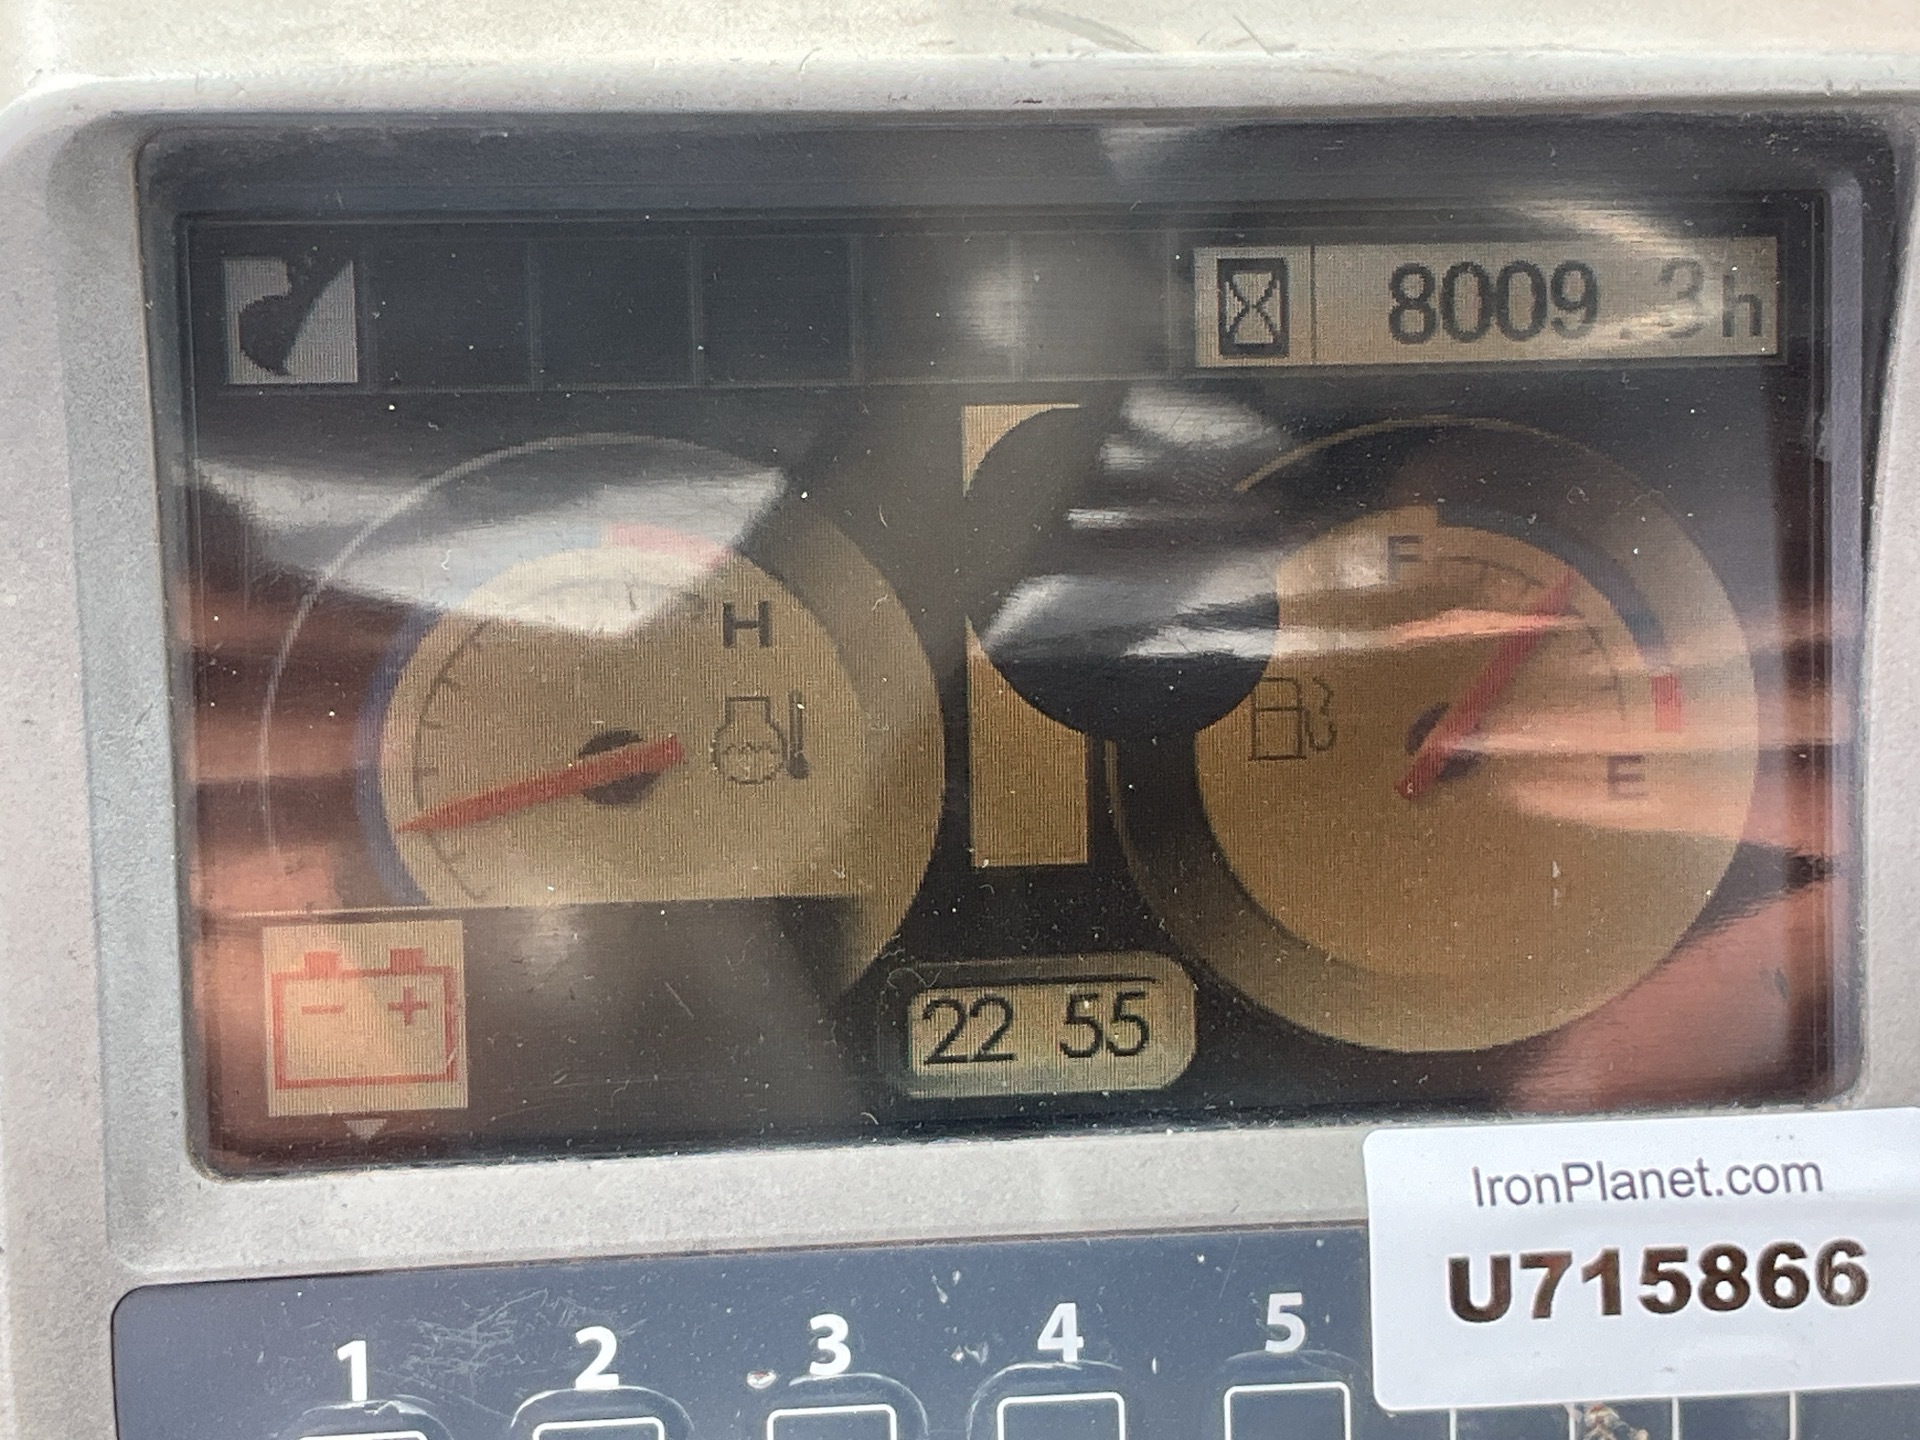 8009.3h
H
F
E
- +
22 55
IronPlanet.com
U715866
1 2 3 4 5